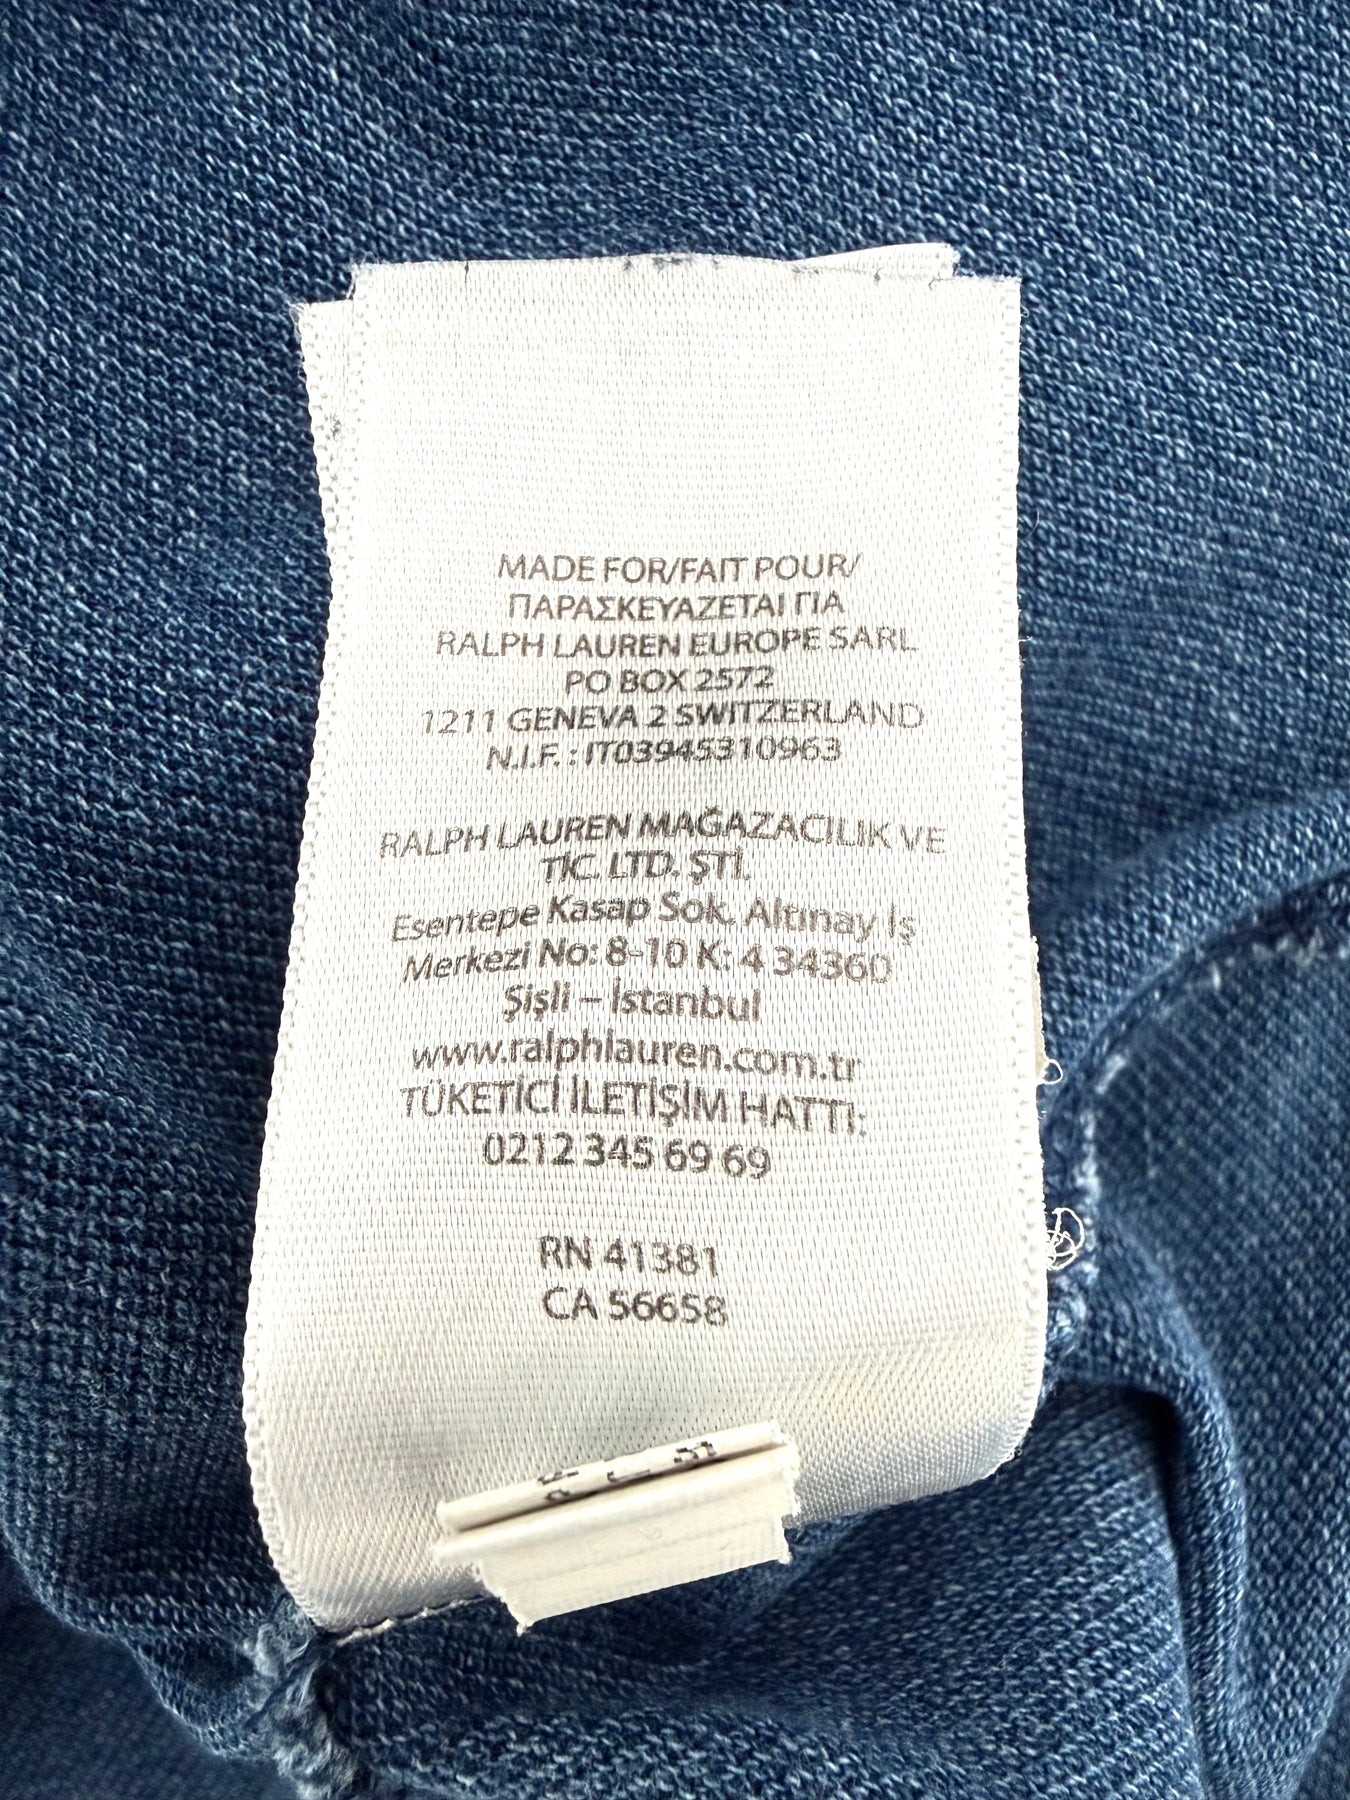 MADE FOR/FAIT POUR/
ΠΑΡΑΣΚΕΥΑΖΕΤΑΙ ΓΙΑ
RALPH LAUREN EUROPE SARL
PO BOX 2572
1211 GENEVA 2 SWITZERLAND
N.I.F. : IT03945310963
RALPH LAUREN MAĞAZACILIK VE
TİC. LTD. ŞTİ.
Esentepe Kasap Sok. Altınay İş
Merkezi No: 8-10 K: 4 34360
Şişli – İstanbul
www.ralphlauren.com.tr
TÜKETİCİ İLETİŞİM HATTI:
0212 345 69 69
RN 41381
CA 56658